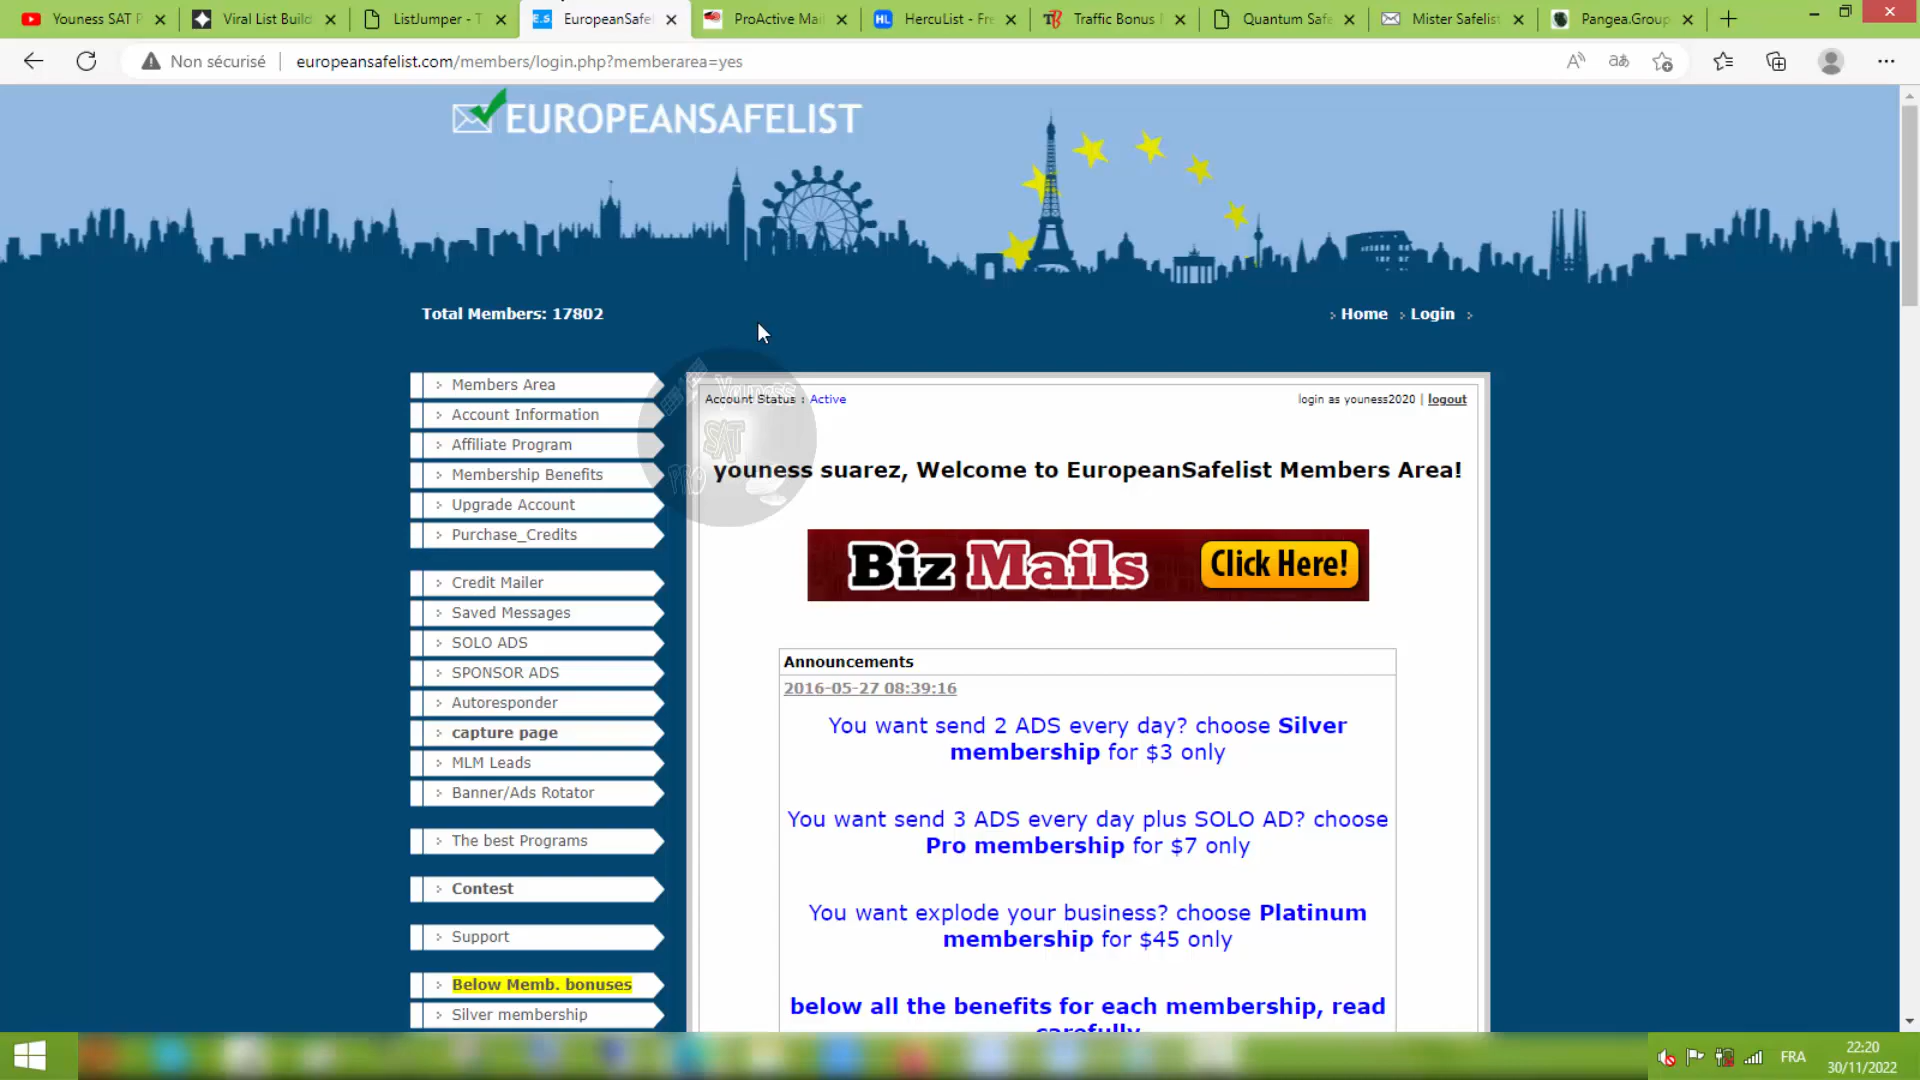 Youness SAT P
Viral List Build
ListJumper - T
EuropeanSafel
ProActive Mai
HercuList - Fre
Traffic Bonus
Quantum Safe
Mister Safelist
Pangea.Group
Non sécurisé
europeansafelist.com/members/login.php?memberarea=yes
EUROPEANSAFELIST
Total Members: 17802
Home
Login
Members Area
Account Information
Affiliate Program
Membership Benefits
Upgrade Account
Purchase_Credits
Credit Mailer
Saved Messages
SOLO ADS
SPONSOR ADS
Autoresponder
capture page
MLM Leads
Banner/Ads Rotator
The best Programs
Contest
Support
Below Memb. bonuses
Silver membership
Account Status : Active
login as youness2020 | logout
Youness
SAT
PRO
youness suarez, Welcome to EuropeanSafelist Members Area!
Biz Mails
Click Here!
Announcements
2016-05-27 08:39:16
You want send 2 ADS every day? choose Silver
membership for $3 only
You want send 3 ADS every day plus SOLO AD? choose
Pro membership for $7 only
You want explode your business? choose Platinum
membership for $45 only
below all the benefits for each membership, read
carefully
FRA
22:20
30/11/2022